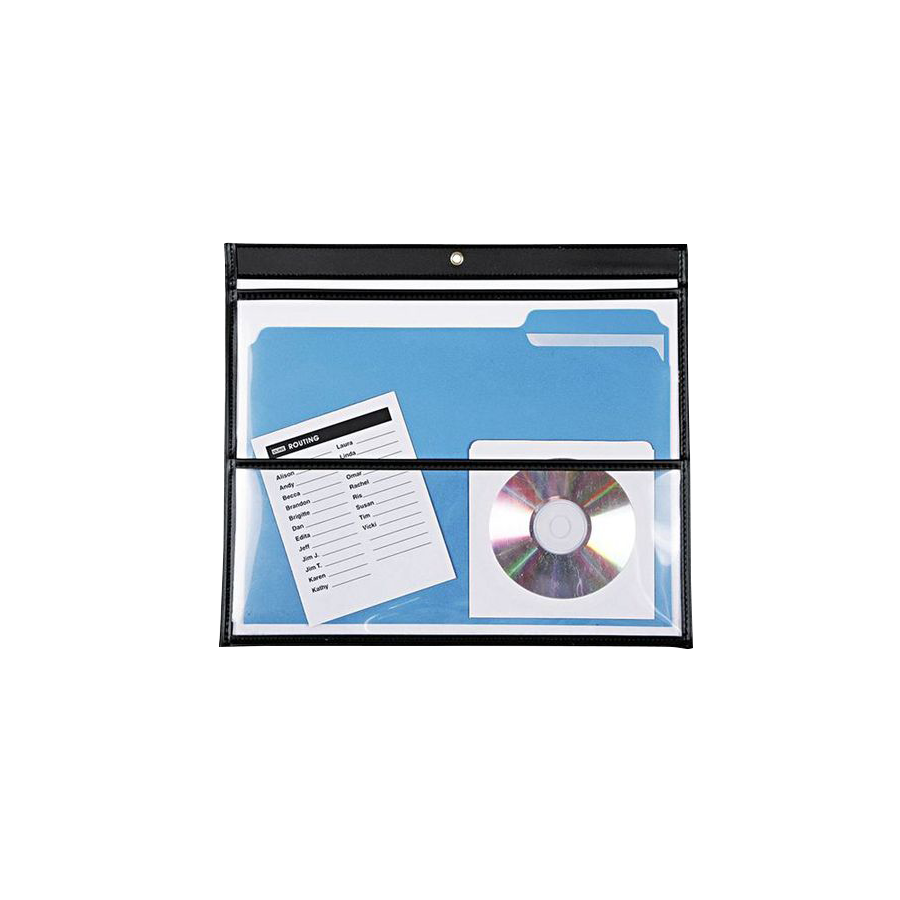 ROUTING
Laura
Linda
Alison
Omar
Andy
Rachel
Becca
Ris
Brandon
Susan
Brigitte
Tim
Dan
Vicki
Edita
Jeff
Jim J.
Jim T.
Karen
Kathy